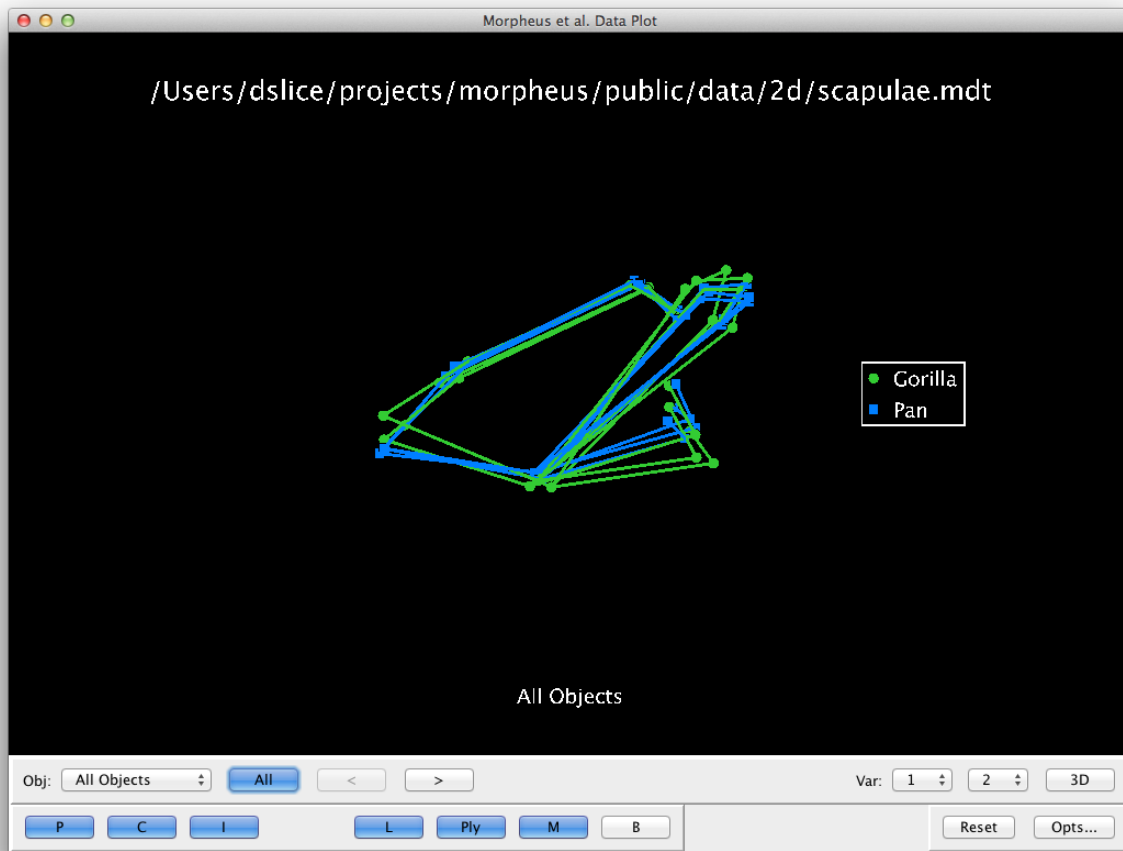 Morpheus et al. Data Plot
/Users/dslice/projects/morpheus/public/data/2d/scapulae.mdt
Gorilla
Pan
All Objects
Obj: All Objects All < > Var: 1 2 3D
P C I L Ply M B Reset Opts...